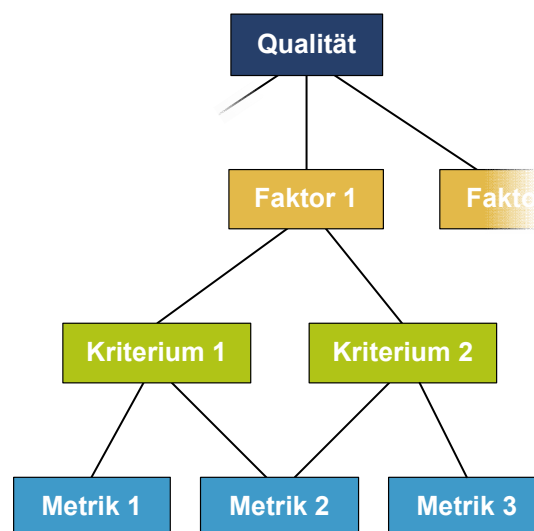 Qualität
Faktor 1
Kriterium 1
Kriterium 2
Metrik 1
Metrik 2
Metrik 3